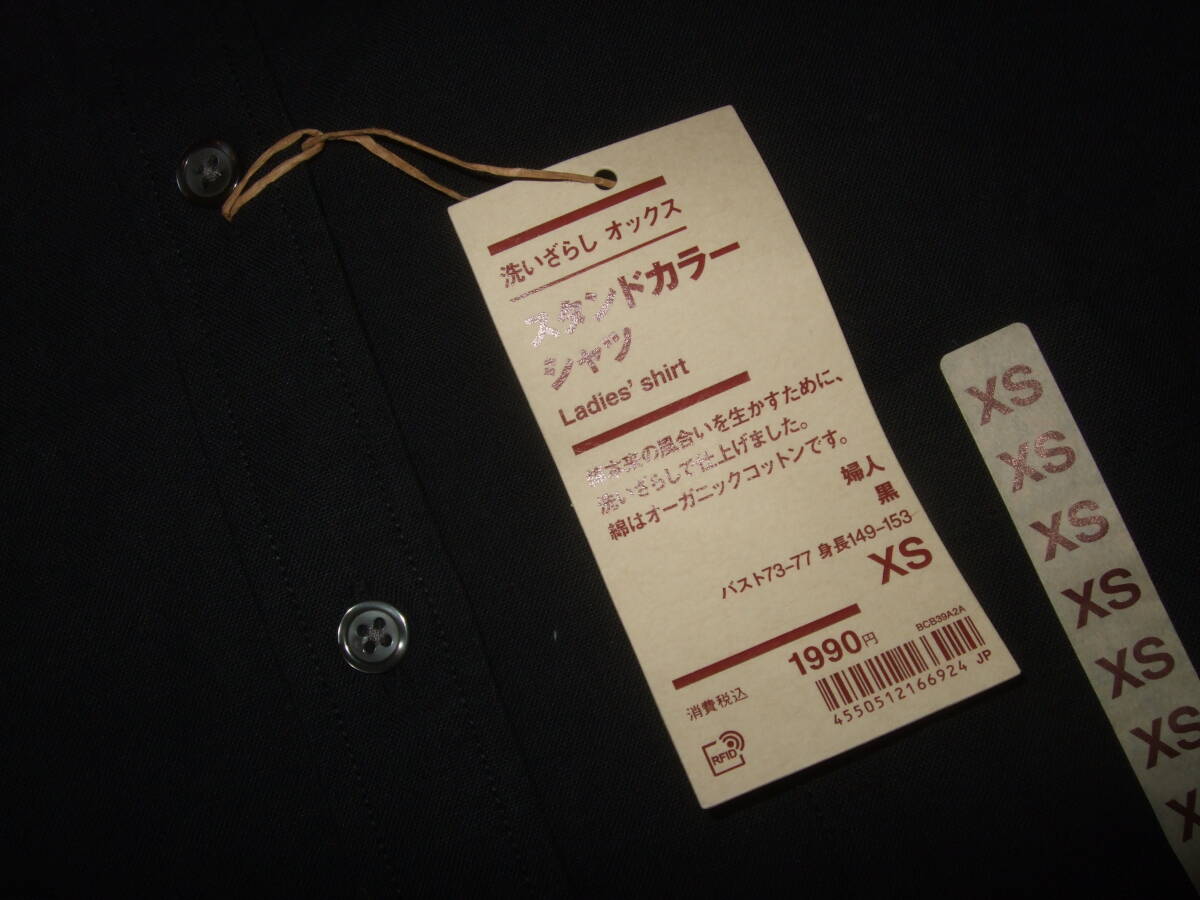 洗いざらし オックス
スタンドカラー
シャツ
Ladies' shirt
綿本来の風合いを生かすために、
洗いざらしで仕上げました。
綿はオーガニックコットンです。
婦人
黒
バスト73-77 身長149-153
XS
BCB39A2A
1990円
消費税込
4550512166924 JP
RFID
XS
XS
XS
XS
XS
XS
X